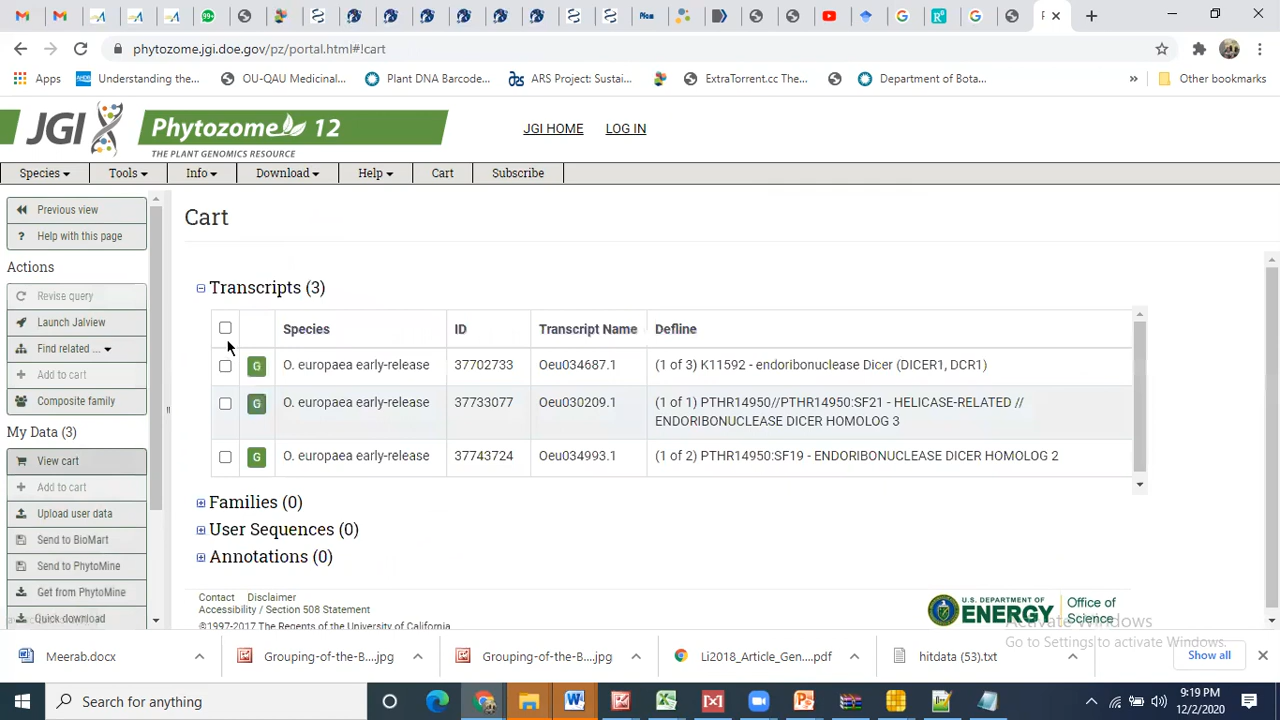 99+
Pfam
phytozome.jgi.doe.gov/pz/portal.html#!cart
Apps
Understanding the...
OU-QAU Medicinal...
Plant DNA Barcode...
ARS Project: Sustai...
ExtraTorrent.cc The...
Department of Bota...
»
Other bookmarks
JGI
Phytozome 12
THE PLANT GENOMICS RESOURCE
JGI HOME
LOG IN
Species
Tools
Info
Download
Help
Cart
Subscribe
Previous view
? Help with this page
Actions
Revise query
Launch Jalview
Find related ...
Add to cart
Composite family
My Data (3)
View cart
Add to cart
Upload user data
Send to BioMart
Send to PhytoMine
Get from PhytoMine
Quick download
Cart
Transcripts (3)
Species ID Transcript Name Defline
G O. europaea early-release 37702733 Oeu034687.1 (1 of 3) K11592 - endoribonuclease Dicer (DICER1, DCR1)
G O. europaea early-release 37733077 Oeu030209.1 (1 of 1) PTHR14950//PTHR14950:SF21 - HELICASE-RELATED //
ENDORIBONUCLEASE DICER HOMOLOG 3
G O. europaea early-release 37743724 Oeu034993.1 (1 of 2) PTHR14950:SF19 - ENDORIBONUCLEASE DICER HOMOLOG 2
Families (0)
User Sequences (0)
Annotations (0)
Contact Disclaimer
Accessibility / Section 508 Statement
©1997-2017 The Regents of the University of California
U.S. DEPARTMENT OF
ENERGY
Office of
Science
Activate Windows
Go to Settings to activate Windows.
Meerab.docx
Grouping-of-the-B....jpg
Grouping-of-the-B....jpg
Li2018_Article_Gen....pdf
hitdata (53).txt
Show all
Search for anything
9:19 PM
12/2/2020